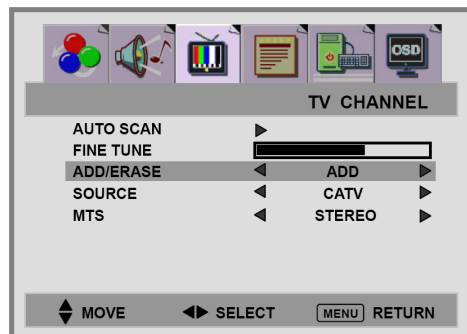 OSD
TV CHANNEL
AUTO SCAN
FINE TUNE
ADD/ERASE ADD
SOURCE CATV
MTS STEREO
MOVE SELECT MENU RETURN